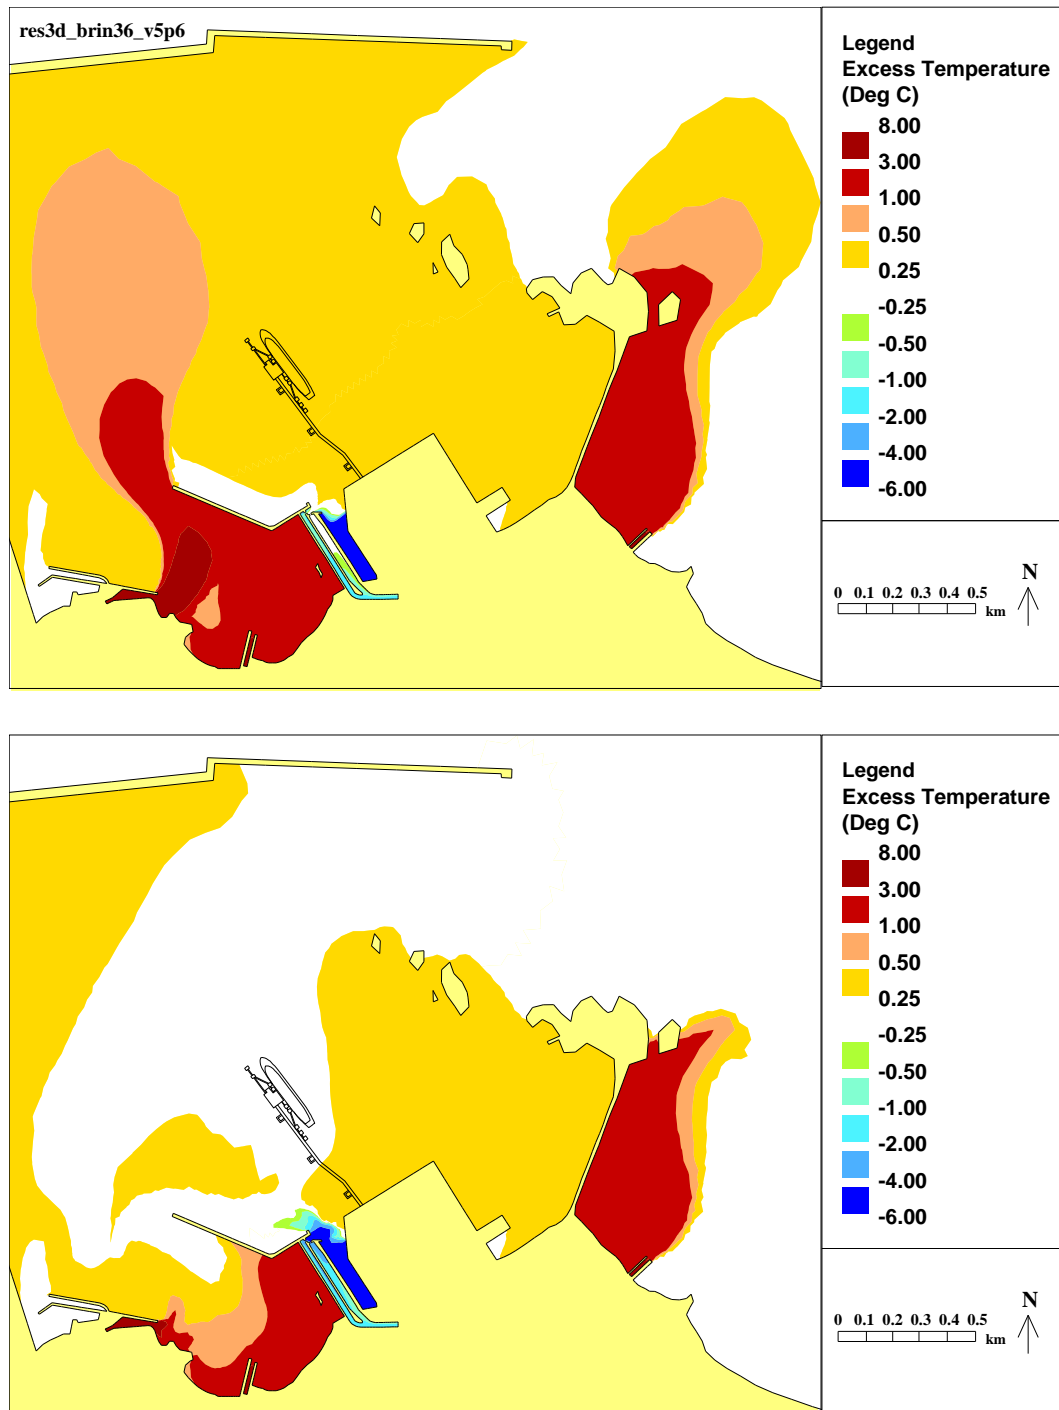 res3d_brin36_v5p6
Legend
Excess Temperature
(Deg C)
8.00
3.00
1.00
0.50
0.25
-0.25
-0.50
-1.00
-2.00
-4.00
-6.00
N
0 0.1 0.2 0.3 0.4 0.5
km
Legend
Excess Temperature
(Deg C)
8.00
3.00
1.00
0.50
0.25
-0.25
-0.50
-1.00
-2.00
-4.00
-6.00
N
0 0.1 0.2 0.3 0.4 0.5
km